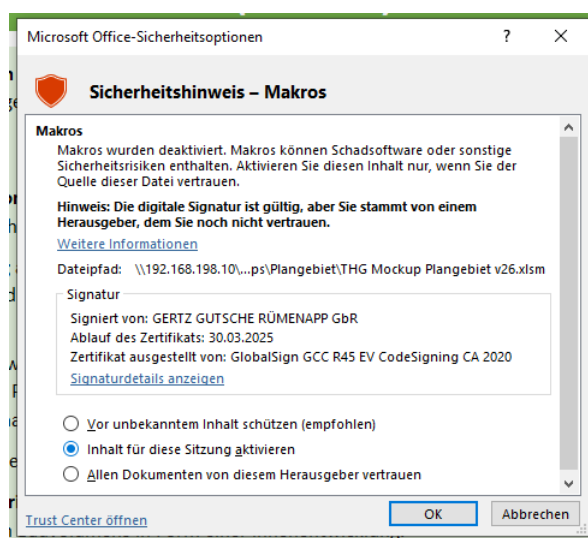 Microsoft Office-Sicherheitsoptionen
?
Sicherheitshinweis – Makros
Makros
Makros wurden deaktiviert. Makros können Schadsoftware oder sonstige
Sicherheitsrisiken enthalten. Aktivieren Sie diesen Inhalt nur, wenn Sie der
Quelle dieser Datei vertrauen.
Hinweis: Die digitale Signatur ist gültig, aber Sie stammt von einem
Herausgeber, dem Sie noch nicht vertrauen.
Weitere Informationen
Dateipfad: \\192.168.198.10\...ps\Plangebiet\THG Mockup Plangebiet v26.xlsm
Signatur
Signiert von: GERTZ GUTSCHE RÜMENAPP GbR
Ablauf des Zertifikats: 30.03.2025
Zertifikat ausgestellt von: GlobalSign GCC R45 EV CodeSigning CA 2020
Signaturdetails anzeigen
Vor unbekanntem Inhalt schützen (empfohlen)
Inhalt für diese Sitzung aktivieren
Allen Dokumenten von diesem Herausgeber vertrauen
Trust Center öffnen
OK
Abbrechen